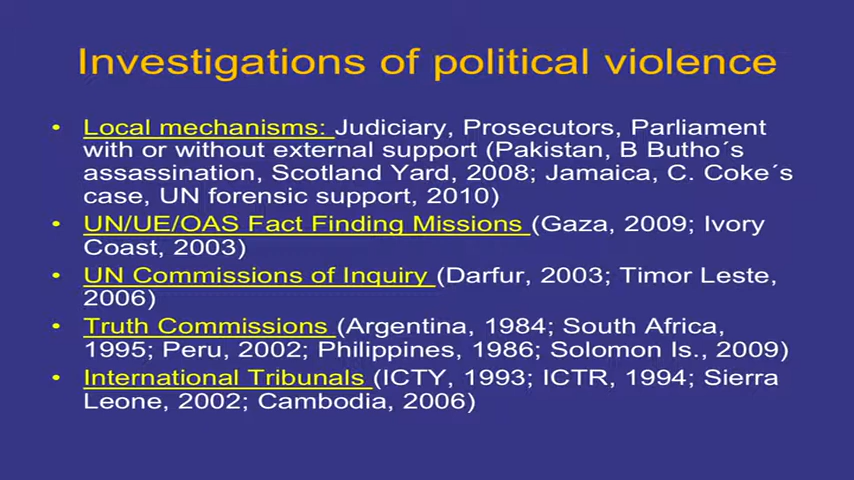 Investigations of political violence
• Local mechanisms: Judiciary, Prosecutors, Parliament
with or without external support (Pakistan, B Butho´s
assassination, Scotland Yard, 2008; Jamaica, C. Coke´s
case, UN forensic support, 2010)
• UN/UE/OAS Fact Finding Missions (Gaza, 2009; Ivory
Coast, 2003)
• UN Commissions of Inquiry (Darfur, 2003; Timor Leste,
2006)
• Truth Commissions (Argentina, 1984; South Africa,
1995; Peru, 2002; Philippines, 1986; Solomon Is., 2009)
• International Tribunals (ICTY, 1993; ICTR, 1994; Sierra
Leone, 2002; Cambodia, 2006)